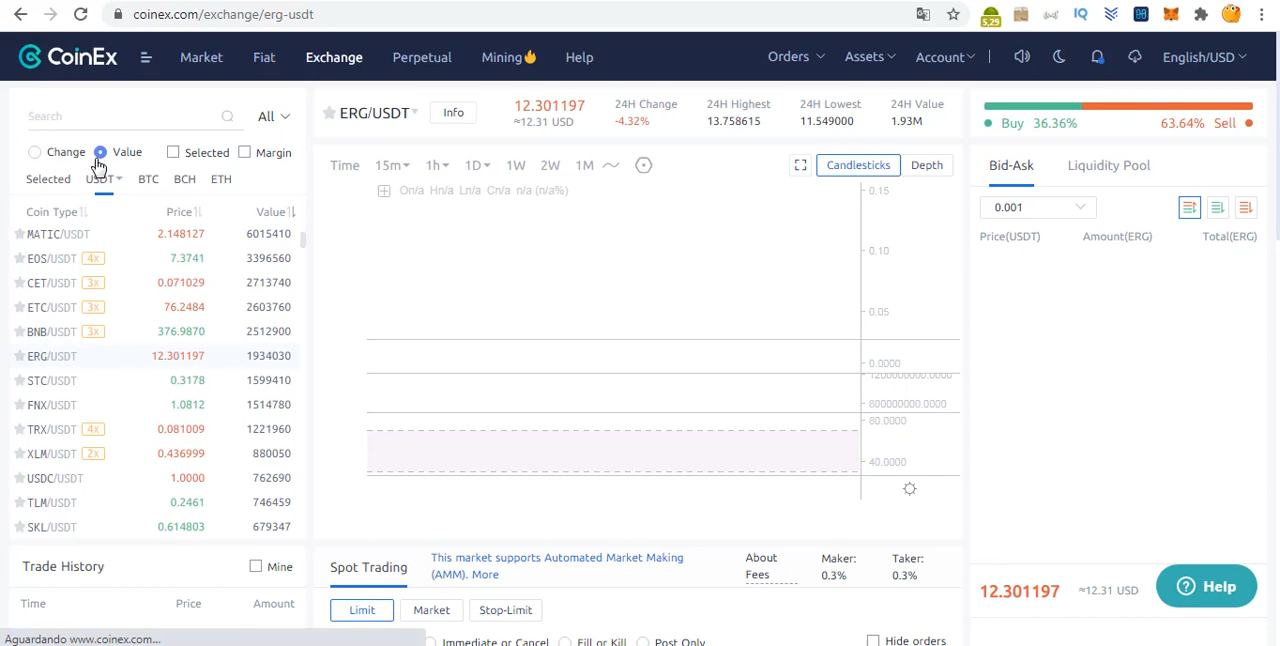 coinex.com/exchange/erg-usdt
5,29
IQ
CoinEx
Market
Fiat
Exchange
Perpetual
Mining
Help
Orders
Assets
Account
English/USD
Search
All
Change
Value
Selected
Margin
Selected
USDT
BTC
BCH
ETH
Coin Type
Price
Value
MATIC/USDT 2.148127 6015410
EOS/USDT 4x 7.3741 3396560
CET/USDT 3x 0.071029 2713740
ETC/USDT 3x 76.2484 2603760
BNB/USDT 3x 376.9870 2512900
ERG/USDT 12.301197 1934030
STC/USDT 0.3178 1599410
FNX/USDT 1.0812 1514780
TRX/USDT 4x 0.081009 1221960
XLM/USDT 2x 0.436999 880050
USDC/USDT 1.0000 762690
TLM/USDT 0.2461 746459
SKL/USDT 0.614803 679347
Trade History
Mine
Time
Price
Amount
Aguardando www.coinex.com...
ERG/USDT
Info
12.301197
≈12.31 USD
24H Change
-4.32%
24H Highest
13.758615
24H Lowest
11.549000
24H Value
1.93M
Time
15m
1h
1D
1W
2W
1M
Candlesticks
Depth
On/a Hn/a Ln/a Cn/a n/a (n/a%)
0.15
0.10
0.05
0.0000
1200000000.0000
800000000.0000
80.0000
40.0000
Spot Trading
This market supports Automated Market Making
(AMM). More
About
Fees
Maker:
0.3%
Taker:
0.3%
Limit
Market
Stop-Limit
Immediate or Cancel
Fill or Kill
Post Only
Hide orders
Buy 36.36%
63.64% Sell
Bid-Ask
Liquidity Pool
0.001
Price(USDT)
Amount(ERG)
Total(ERG)
12.301197
≈12.31 USD
Help